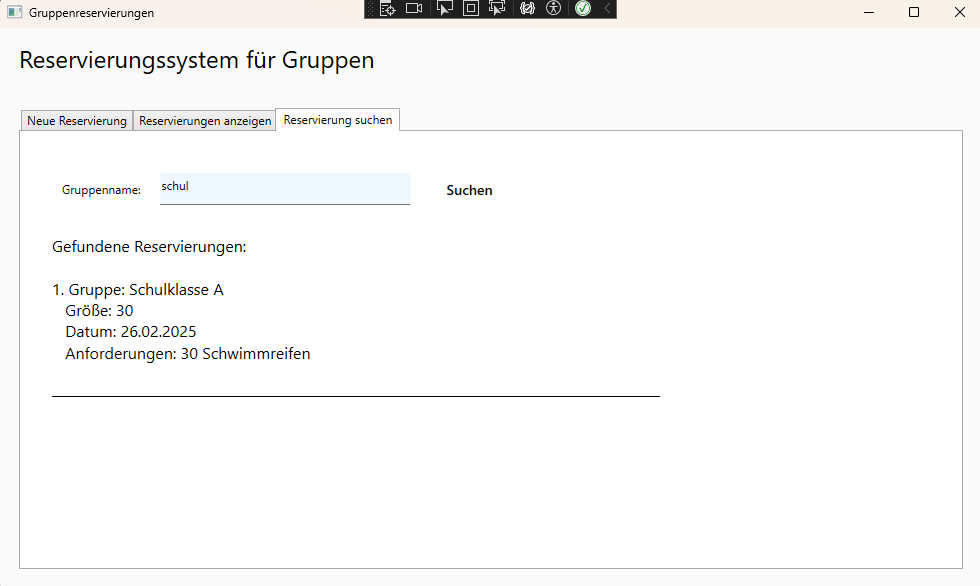 Gruppenreservierungen
Reservierungssystem für Gruppen
Neue Reservierung Reservierungen anzeigen Reservierung suchen
Gruppenname: schul Suchen
Gefundene Reservierungen:
1. Gruppe: Schulklasse A
Größe: 30
Datum: 26.02.2025
Anforderungen: 30 Schwimmreifen